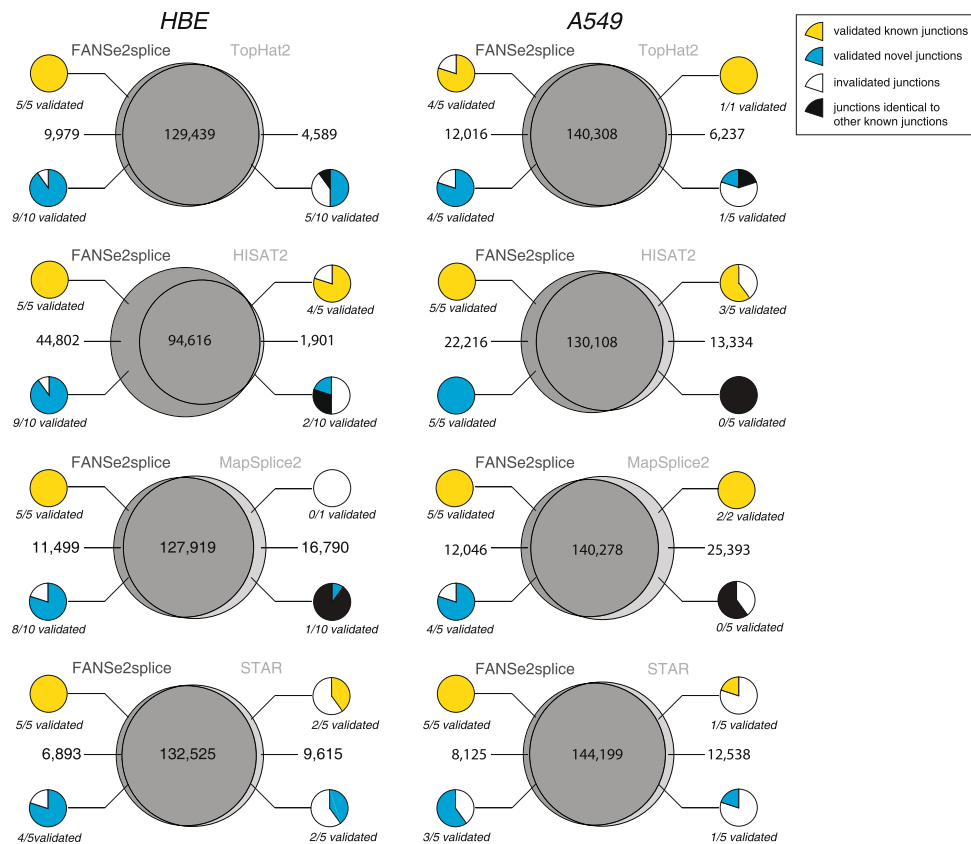 HBE
A549
validated known junctions
validated novel junctions
invalidated junctions
junctions identical to
other known junctions
FANSe2splice
TopHat2
5/5 validated
9,979
129,439
4,589
9/10 validated
5/10 validated
FANSe2splice
TopHat2
4/5 validated
1/1 validated
12,016
140,308
6,237
4/5 validated
1/5 validated
FANSe2splice
HISAT2
5/5 validated
4/5 validated
44,802
94,616
1,901
9/10 validated
2/10 validated
FANSe2splice
HISAT2
5/5 validated
3/5 validated
22,216
130,108
13,334
5/5 validated
0/5 validated
FANSe2splice
MapSplice2
5/5 validated
0/1 validated
11,499
127,919
16,790
8/10 validated
1/10 validated
FANSe2splice
MapSplice2
5/5 validated
2/2 validated
12,046
140,278
25,393
4/5 validated
0/5 validated
FANSe2splice
STAR
5/5 validated
2/5 validated
6,893
132,525
9,615
4/5validated
2/5 validated
FANSe2splice
STAR
5/5 validated
1/5 validated
8,125
144,199
12,538
3/5 validated
1/5 validated